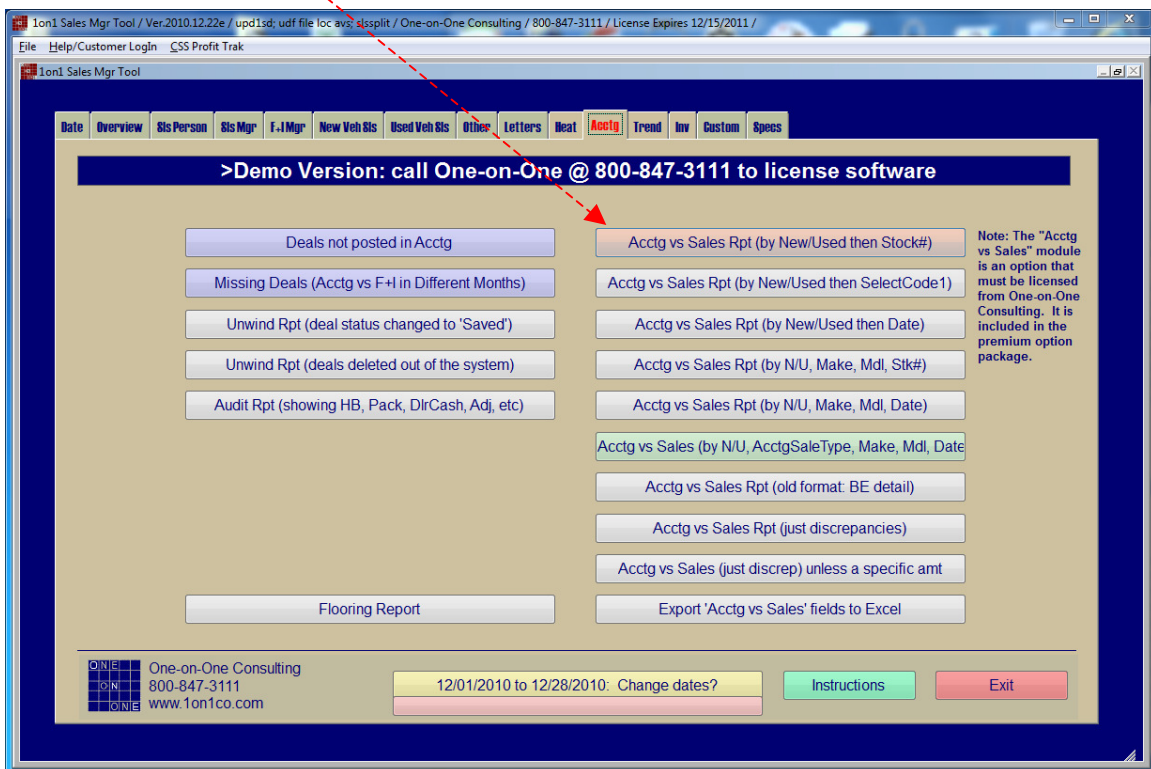 1on1 Sales Mgr Tool / Ver.2010.12.22e / upd1sd; udf file loc avs; slssplit / One-on-One Consulting / 800-847-3111 / License Expires 12/15/2011 /
File Help/Customer LogIn CSS Profit Trak
1on1 Sales Mgr Tool
Date Overview Sls Person Sls Mgr F+I Mgr New Veh Sls Used Veh Sls Other Letters Heat Acctg Trend Inv Custom Specs
>Demo Version: call One-on-One @ 800-847-3111 to license software
Deals not posted in Acctg
Missing Deals (Acctg vs F+I in Different Months)
Unwind Rpt (deal status changed to 'Saved')
Unwind Rpt (deals deleted out of the system)
Audit Rpt (showing HB, Pack, DlrCash, Adj, etc)
Flooring Report
Acctg vs Sales Rpt (by New/Used then Stock#)
Acctg vs Sales Rpt (by New/Used then SelectCode1)
Acctg vs Sales Rpt (by New/Used then Date)
Acctg vs Sales Rpt (by N/U, Make, Mdl, Stk#)
Acctg vs Sales Rpt (by N/U, Make, Mdl, Date)
Acctg vs Sales (by N/U, AcctgSaleType, Make, Mdl, Date
Acctg vs Sales Rpt (old format: BE detail)
Acctg vs Sales Rpt (just discrepancies)
Acctg vs Sales (just discrep) unless a specific amt
Export 'Acctg vs Sales' fields to Excel
Note: The "Acctg
vs Sales" module
is an option that
must be licensed
from One-on-One
Consulting. It is
included in the
premium option
package.
ONE
ON
ONE
One-on-One Consulting
800-847-3111
www.1on1co.com
12/01/2010 to 12/28/2010: Change dates?
Instructions
Exit